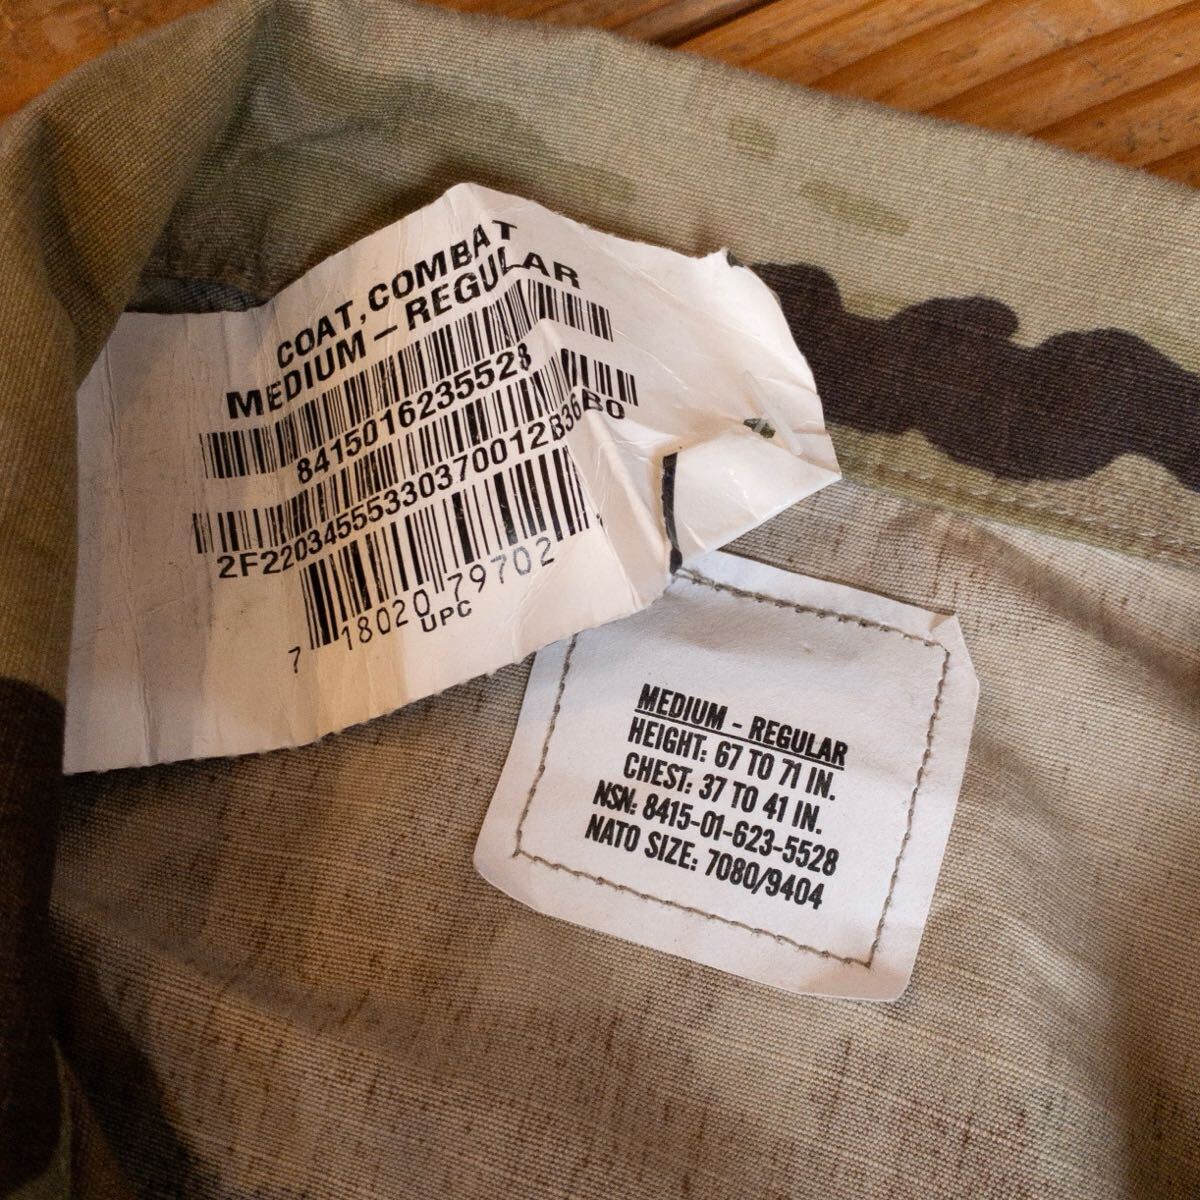 COAT, COMBAT
MEDIUM – REGULAR
8415016235528
2F22034555330370012B36B0
7 18020 79702
UPC
MEDIUM - REGULAR
HEIGHT: 67 TO 71 IN.
CHEST: 37 TO 41 IN.
NSN: 8415-01-623-5528
NATO SIZE: 7080/9404